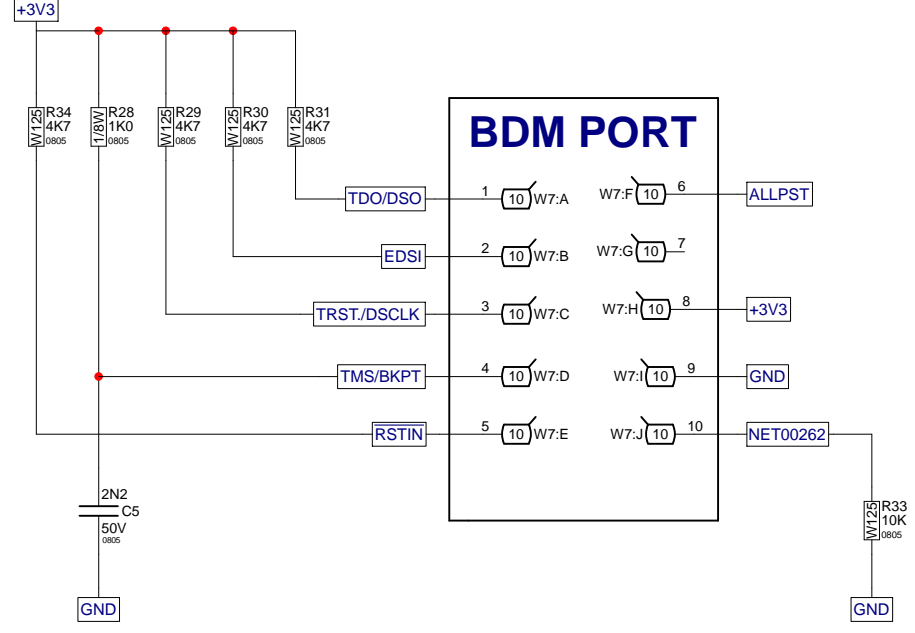 +3V3
R34
4K7
0805
W125
R28
1K0
0805
1/8W
R29
4K7
0805
W125
R30
4K7
0805
W125
R31
4K7
0805
W125
BDM PORT
TDO/DSO 1 10 W7:A
W7:F 10 6 ALLPST
EDSI 2 10 W7:B
W7:G 10 7
TRST./DSCLK 3 10 W7:C
W7:H 10 8 +3V3
TMS/BKPT 4 10 W7:D
W7:I 10 9 GND
RSTIN 5 10 W7:E
W7:J 10 10 NET00262
2N2
C5
50V
0805
GND
R33
10K
0805
W125
GND